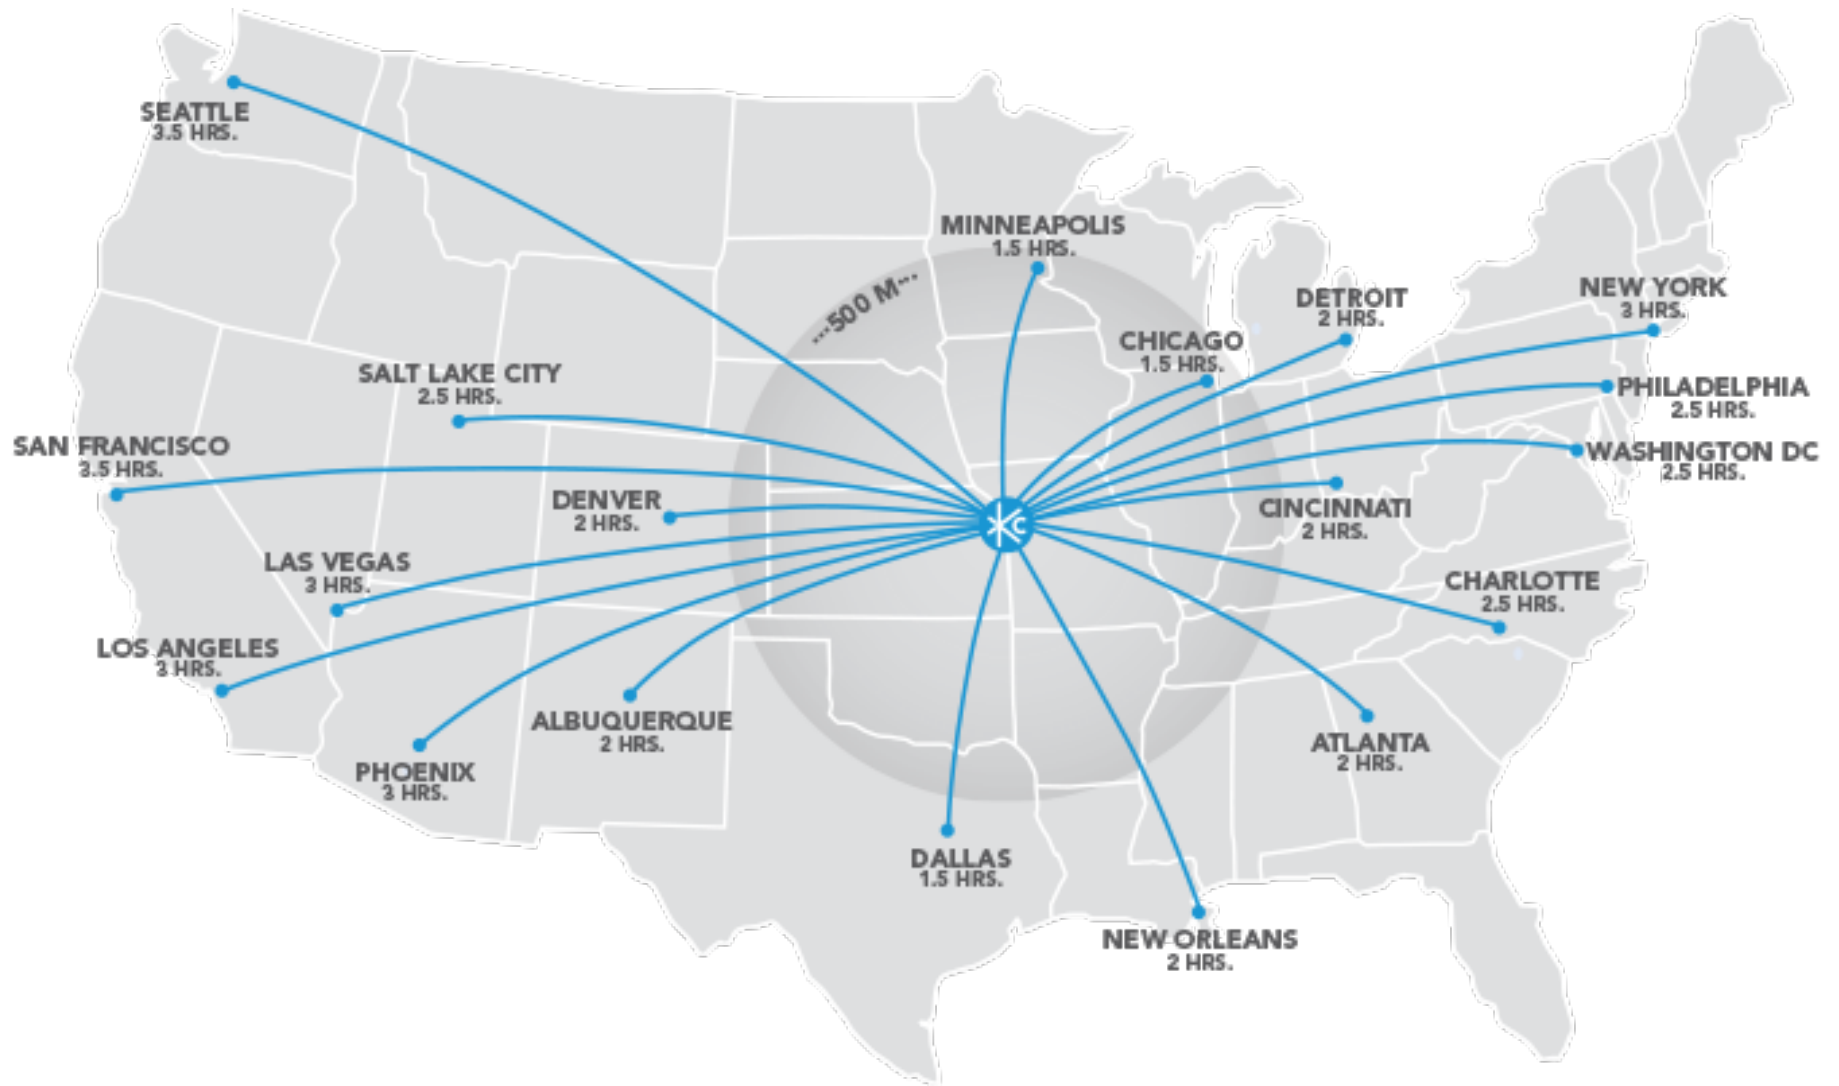 SEATTLE
3.5 HRS.
MINNEAPOLIS
1.5 HRS.
...500 M...
DETROIT
2 HRS.
NEW YORK
3 HRS.
CHICAGO
1.5 HRS.
SALT LAKE CITY
2.5 HRS.
PHILADELPHIA
2.5 HRS.
SAN FRANCISCO
3.5 HRS.
WASHINGTON DC
2.5 HRS.
DENVER
2 HRS.
KC
CINCINNATI
2 HRS.
LAS VEGAS
3 HRS.
CHARLOTTE
2.5 HRS.
LOS ANGELES
3 HRS.
ALBUQUERQUE
2 HRS.
ATLANTA
2 HRS.
PHOENIX
3 HRS.
DALLAS
1.5 HRS.
NEW ORLEANS
2 HRS.